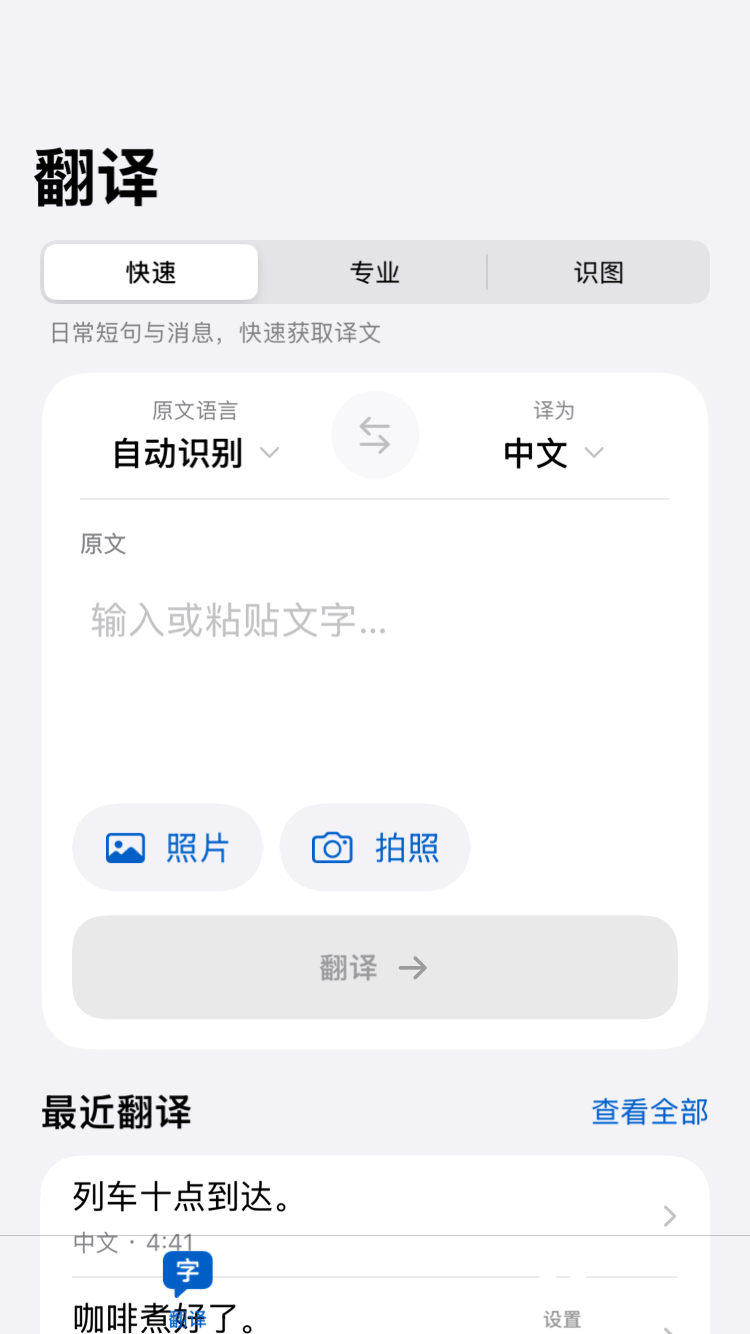 翻译
快速 专业 识图
日常短句与消息，快速获取译文
原文语言 译为
自动识别 中文
原文
输入或粘贴文字...
照片 拍照
翻译
最近翻译 查看全部
列车十点到达。
中文 · 4:41
字
咖啡煮好了。
翻译 设置